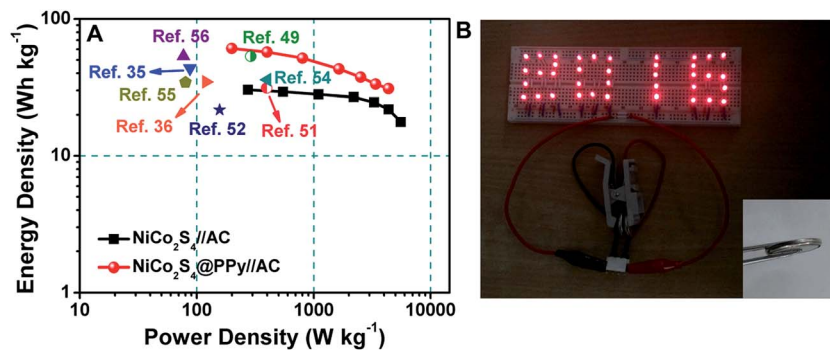 A
Energy Density (Wh kg⁻¹)
100
10
1
Ref. 56
Ref. 49
Ref. 35
Ref. 54
Ref. 55
Ref. 36
Ref. 52
Ref. 51
NiCo₂S₄//AC
NiCo₂S₄@PPy//AC
10
100
1000
10000
Power Density (W kg⁻¹)
B
2016